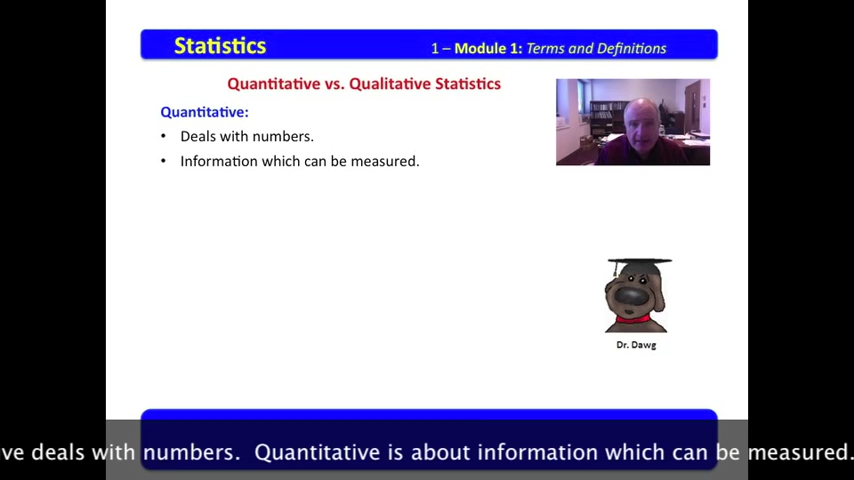 Statistics
1 – Module 1: Terms and Definitions
Quantitative vs. Qualitative Statistics
Quantitative:
• Deals with numbers.
• Information which can be measured.
Dr. Dawg
ve deals with numbers.  Quantitative is about information which can be measured.